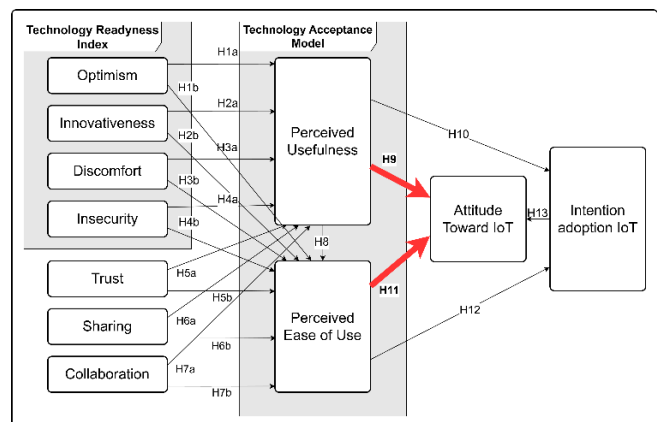 Technology Readyness
Index
Technology Acceptance
Model
Optimism
Innovativeness
Discomfort
Insecurity
Trust
Sharing
Collaboration
H1a
H1b
H2a
H2b
H3a
H3b
H4a
H4b
H5a
H5b
H6a
H6b
H7a
H7b
Perceived
Usefulness
H8
Perceived
Ease of Use
H9
H10
H11
H12
Attitude
Toward IoT
H13
Intention
adoption IoT